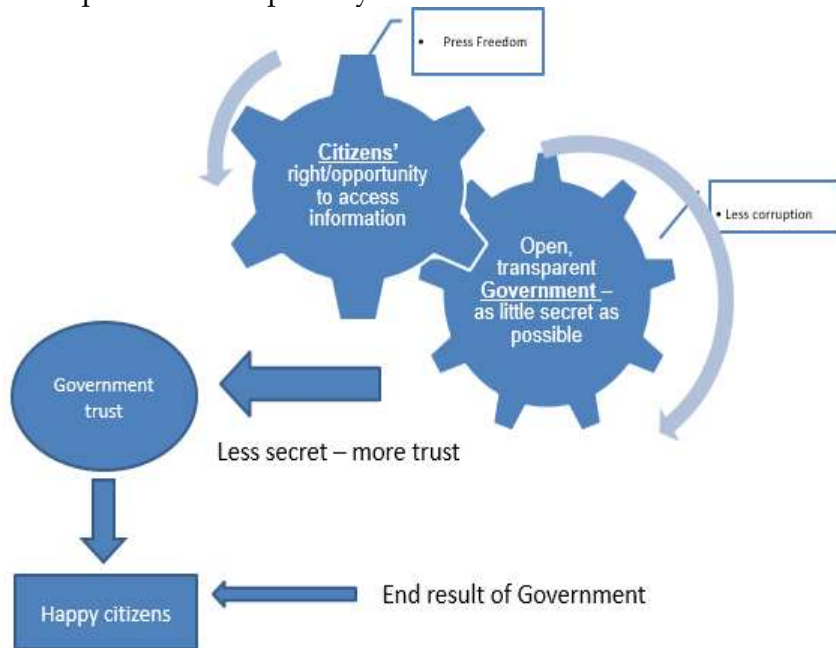 • Press Freedom
Citizens'
right/opportunity
to access
information
• Less corruption
Open,
transparent
Government –
as little secret as
possible
Government
trust
Less secret – more trust
Happy citizens
End result of Government